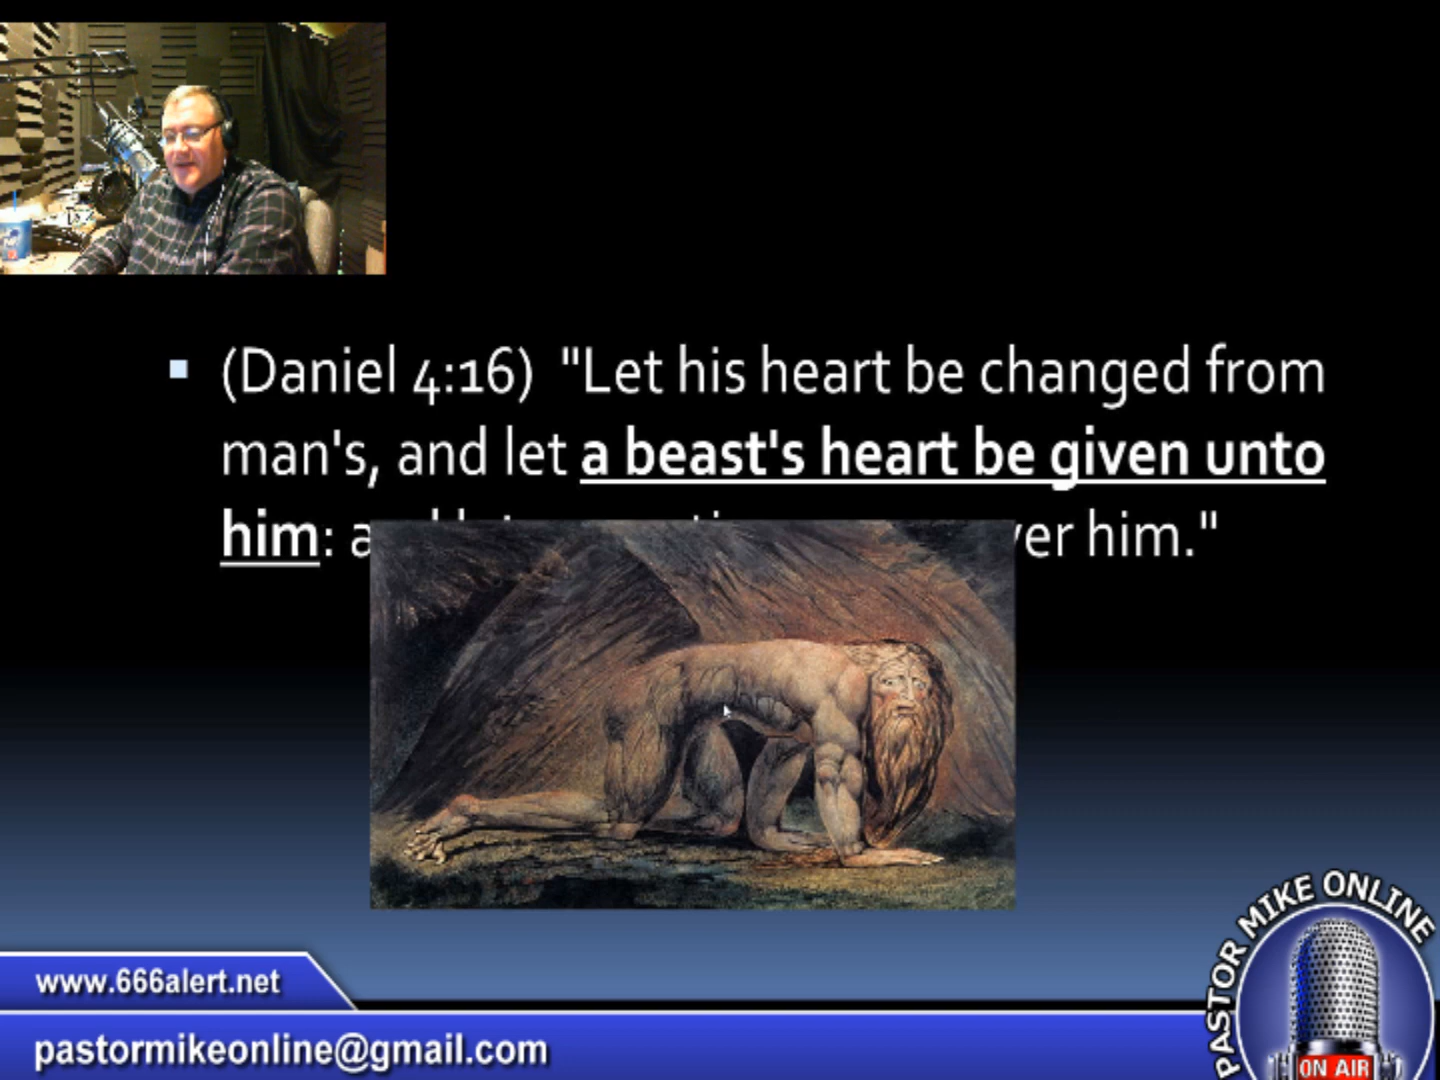 (Daniel 4:16) "Let his heart be changed from
man's, and let a beast's heart be given unto
him: over him."
www.666alert.net
pastormikeonline@gmail.com
PASTOR MIKE ONLINE
ON AIR